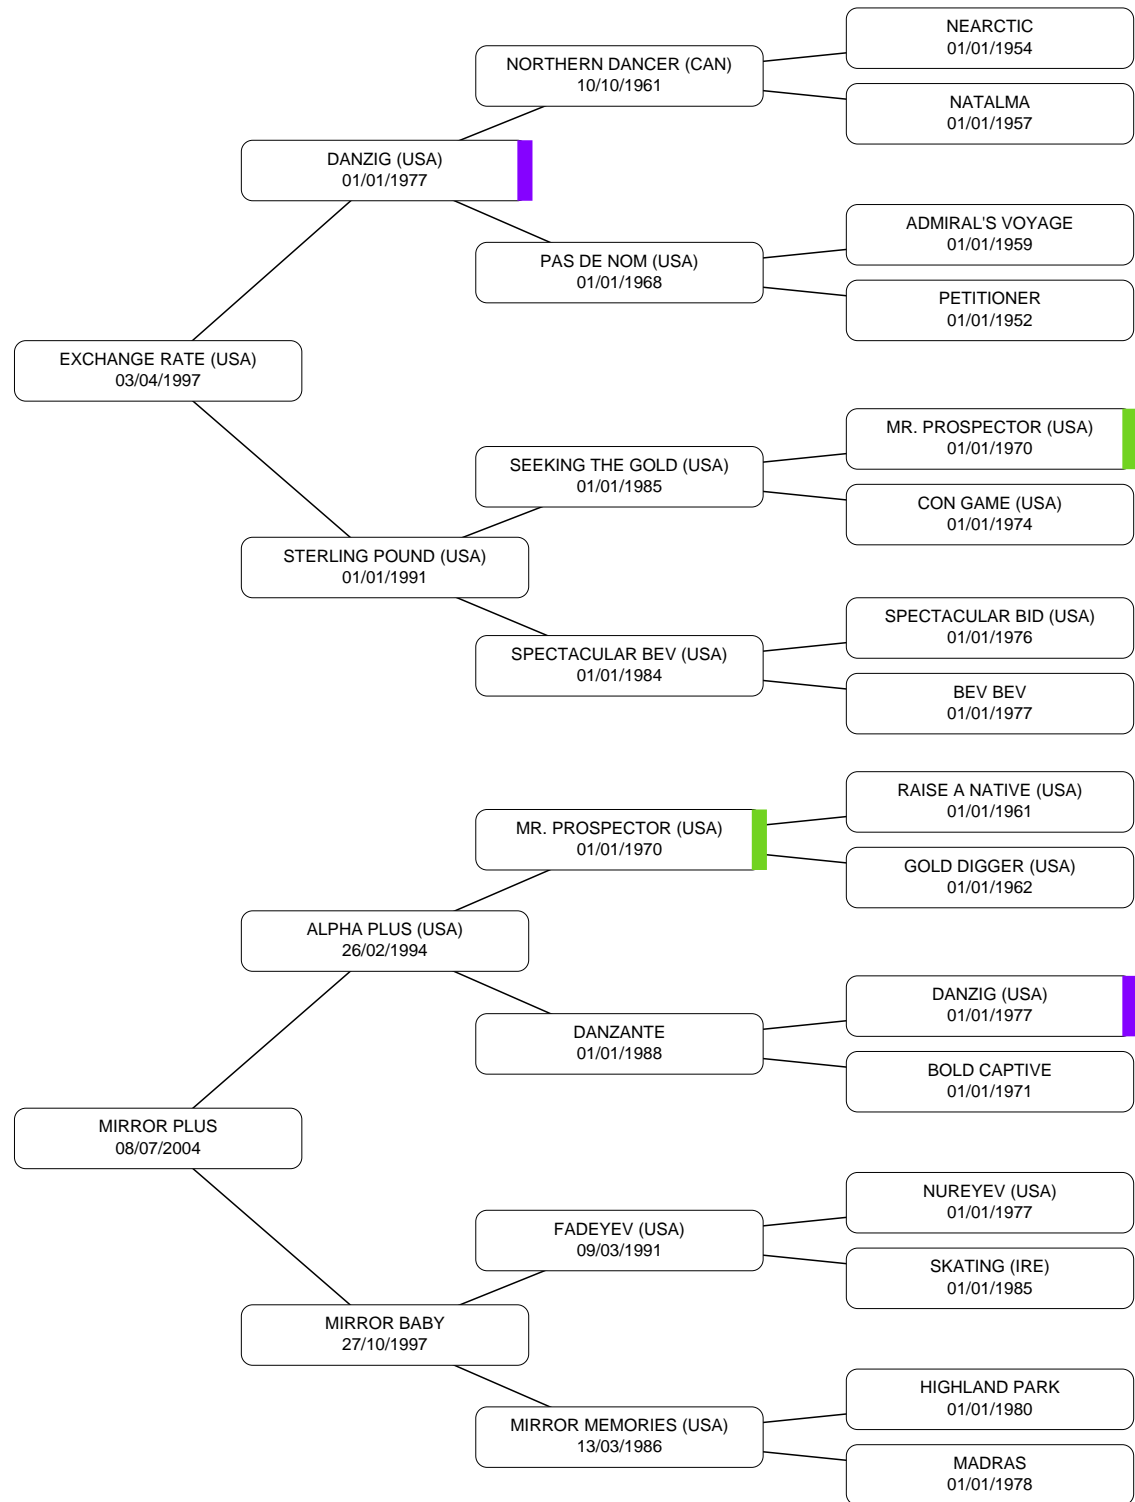 NEARCTIC
01/01/1954
NORTHERN DANCER (CAN)
10/10/1961
NATALMA
01/01/1957
DANZIG (USA)
01/01/1977
ADMIRAL'S VOYAGE
01/01/1959
PAS DE NOM (USA)
01/01/1968
PETITIONER
01/01/1952
EXCHANGE RATE (USA)
03/04/1997
MR. PROSPECTOR (USA)
01/01/1970
SEEKING THE GOLD (USA)
01/01/1985
CON GAME (USA)
01/01/1974
STERLING POUND (USA)
01/01/1991
SPECTACULAR BID (USA)
01/01/1976
SPECTACULAR BEV (USA)
01/01/1984
BEV BEV
01/01/1977
RAISE A NATIVE (USA)
01/01/1961
MR. PROSPECTOR (USA)
01/01/1970
GOLD DIGGER (USA)
01/01/1962
ALPHA PLUS (USA)
26/02/1994
DANZIG (USA)
01/01/1977
DANZANTE
01/01/1988
BOLD CAPTIVE
01/01/1971
MIRROR PLUS
08/07/2004
NUREYEV (USA)
01/01/1977
FADEYEV (USA)
09/03/1991
SKATING (IRE)
01/01/1985
MIRROR BABY
27/10/1997
HIGHLAND PARK
01/01/1980
MIRROR MEMORIES (USA)
13/03/1986
MADRAS
01/01/1978